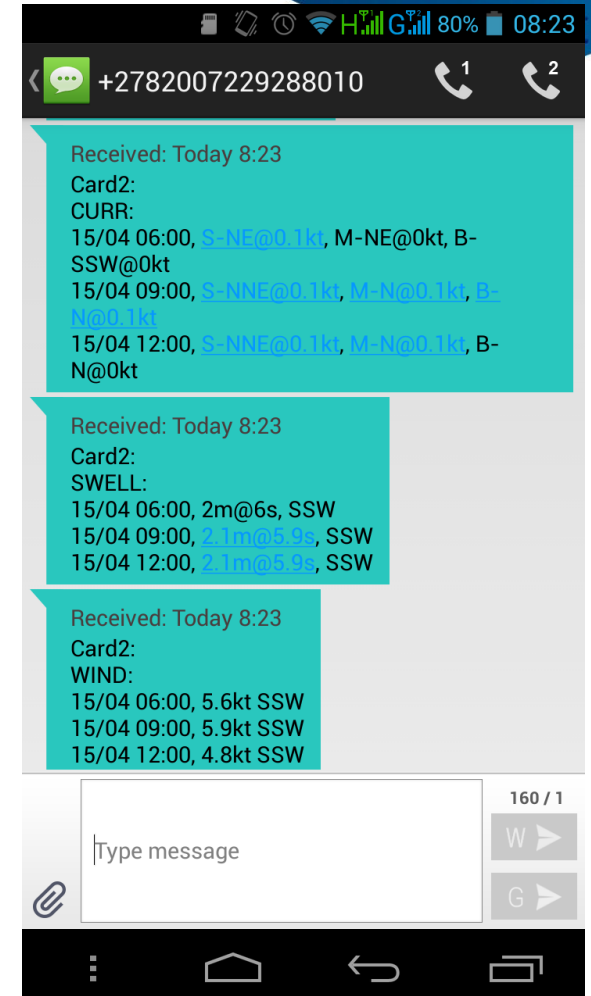 H G 80% 08:23
+2782007229288010 1 2
Received: Today 8:23
Card2:
CURR:
15/04 06:00, S-NE@0.1kt, M-NE@0kt, B-
SSW@0kt
15/04 09:00, S-NNE@0.1kt, M-N@0.1kt, B-
N@0.1kt
15/04 12:00, S-NNE@0.1kt, M-N@0.1kt, B-
N@0kt
Received: Today 8:23
Card2:
SWELL:
15/04 06:00, 2m@6s, SSW
15/04 09:00, 2.1m@5.9s, SSW
15/04 12:00, 2.1m@5.9s, SSW
Received: Today 8:23
Card2:
WIND:
15/04 06:00, 5.6kt SSW
15/04 09:00, 5.9kt SSW
15/04 12:00, 4.8kt SSW
160 / 1
Type message
W
G